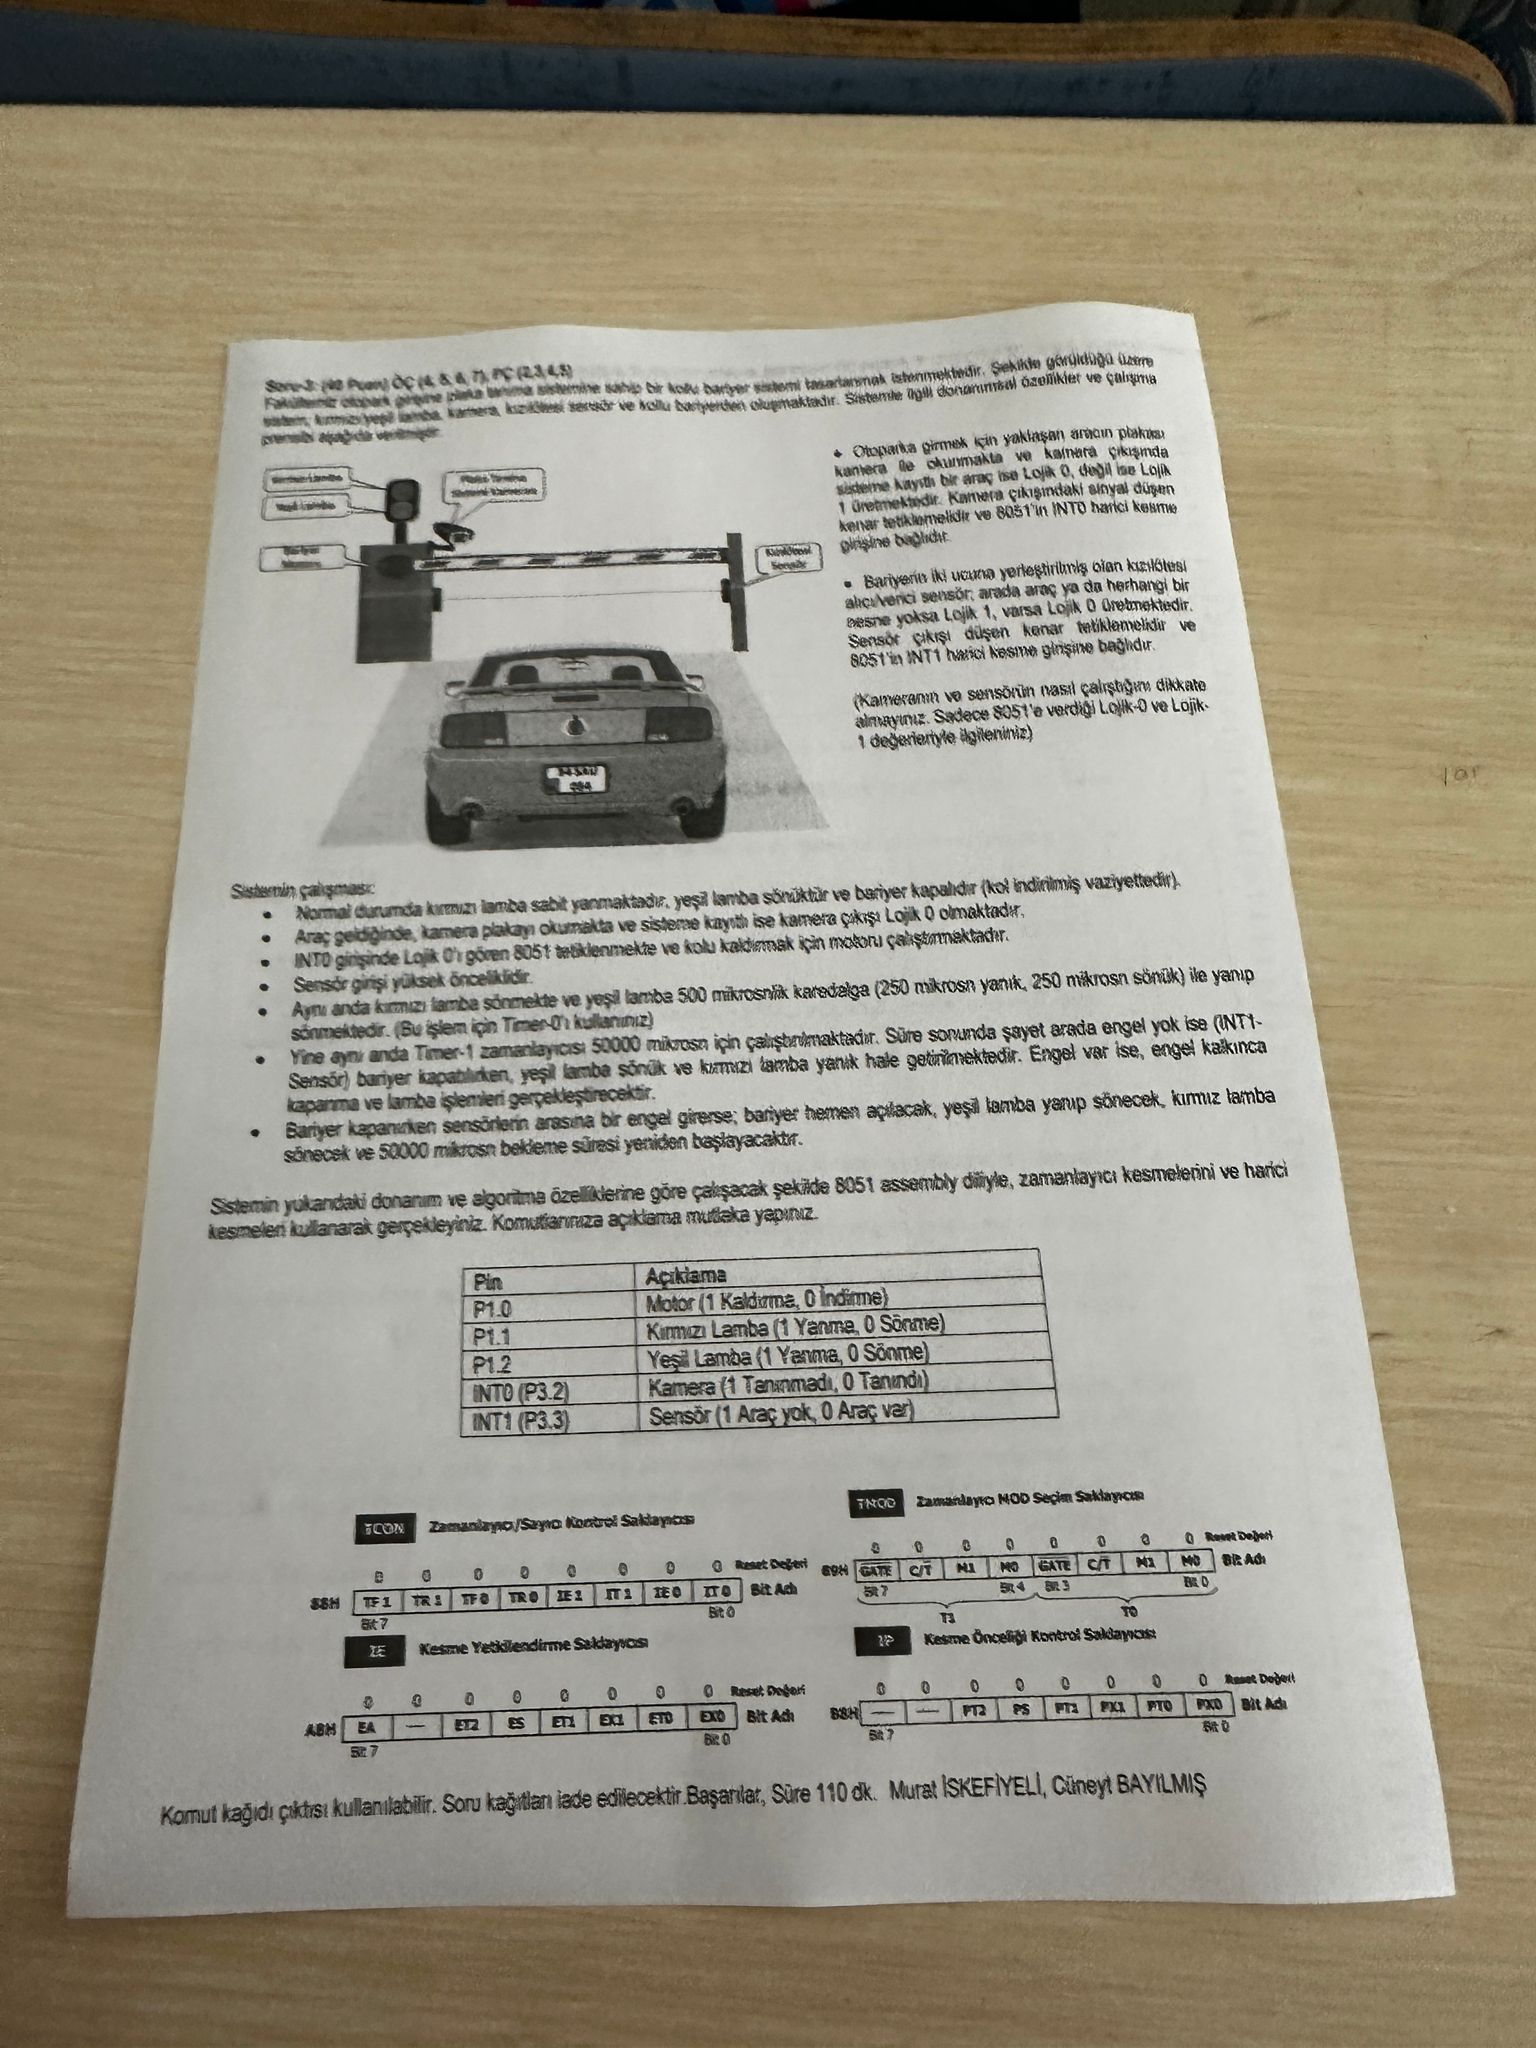 Soru-3: (40 Puan) ÖÇ (4, 5, 6, 7), PÇ (2,3,4,5)
Fakültemiz otopark girişine plaka tanıma sistemine sahip bir kollu bariyer sistemi tasarlanmak istenmektedir. Şekilde görüldüğü üzere
sistem, kırmızı/yeşil lamba, kamera, kızılötesi sensör ve kollu bariyerden oluşmaktadır. Sistemle ilgili donanımsal özellikler ve çalışma
prensibi aşağıda verilmiştir.
Kırmızı Lamba
Yeşil Lamba
Plaka Tanıma
Sistemi Kamerası
Bariyer
Kızılötesi
Sensör
34 SAU
• Otoparka girmek için yaklaşan aracın plakası
kamera ile okunmakta ve kamera çıkışında
sisteme kayıtlı bir araç ise Lojik 0, değil ise Lojik
1 üretmektedir. Kamera çıkışındaki sinyal düşen
kenar tetiklemelidir ve 8051'in INT0 harici kesme
girişine bağlıdır.
• Bariyerin iki ucuna yerleştirilmiş olan kızılötesi
alıcı/verici sensör; arada araç ya da herhangi bir
nesne yoksa Lojik 1, varsa Lojik 0 üretmektedir.
Sensör çıkışı düşen kenar tetiklemelidir ve
8051'in INT1 harici kesme girişine bağlıdır.
(Kameranın ve sensörün nasıl çalıştığını dikkate
almayınız. Sadece 8051'e verdiği Lojik-0 ve Lojik-
1 değerleriyle ilgileniniz)
Sistemin çalışması:
• Normal durumda kırmızı lamba sabit yanmaktadır, yeşil lamba sönüktür ve bariyer kapalıdır (kol indirilmiş vaziyettedir).
• Araç geldiğinde, kamera plakayı okumakta ve sisteme kayıtlı ise kamera çıkışı Lojik 0 olmaktadır.
• INT0 girişinde Lojik 0'ı gören 8051 tetiklenmekte ve kolu kaldırmak için motoru çalıştırmaktadır.
• Sensör girişi yüksek önceliklidir.
• Aynı anda kırmızı lamba sönmekte ve yeşil lamba 500 mikrosnlik karedalga (250 mikrosn yanık, 250 mikrosn sönük) ile yanıp
sönmektedir. (Bu işlem için Timer-0'ı kullanınız)
• Yine aynı anda Timer-1 zamanlayıcısı 50000 mikrosn için çalıştırılmaktadır. Süre sonunda şayet arada engel yok ise (INT1-
Sensör) bariyer kapatılırken, yeşil lamba sönük ve kırmızı lamba yanık hale getirilmektedir. Engel var ise, engel kalkınca
kapanma ve lamba işlemleri gerçekleştirecektir.
• Bariyer kapanırken sensörlerin arasına bir engel girerse; bariyer hemen açılacak, yeşil lamba yanıp sönecek, kırmız lamba
sönecek ve 50000 mikrosn bekleme süresi yeniden başlayacaktır.
Sistemin yukarıdaki donanım ve algoritma özelliklerine göre çalışacak şekilde 8051 assembly diliyle, zamanlayıcı kesmelerini ve harici
kesmeleri kullanarak gerçekleyiniz. Komutlarınıza açıklama mutlaka yapınız.
Pin Açıklama
P1.0 Motor (1 Kaldırma, 0 İndirme)
P1.1 Kırmızı Lamba (1 Yanma, 0 Sönme)
P1.2 Yeşil Lamba (1 Yanma, 0 Sönme)
INT0 (P3.2) Kamera (1 Tanınmadı, 0 Tanındı)
INT1 (P3.3) Sensör (1 Araç yok, 0 Araç var)
TCON Zamanlayıcı/Sayıcı Kontrol Saklayıcısı
0 0 0 0 0 0 0 0 Reset Değeri
88H TF1 TR1 TF0 TR0 IE1 IT1 IE0 IT0 Bit Adı
Bit 7 Bit 0
TMOD Zamanlayıcı MOD Seçim Saklayıcısı
0 0 0 0 0 0 0 0 Reset Değeri
89H GATE C/T M1 M0 GATE C/T M1 M0 Bit Adı
Bit 7 Bit 4 Bit 3 Bit 0
T1 T0
IE Kesme Yetkilendirme Saklayıcısı
0 0 0 0 0 0 0 0 Reset Değeri
A8H EA — ET2 ES ET1 EX1 ET0 EX0 Bit Adı
Bit 7 Bit 0
IP Kesme Önceliği Kontrol Saklayıcısı
0 0 0 0 0 0 0 0 Reset Değeri
B8H — — PT2 PS PT1 PX1 PT0 PX0 Bit Adı
Bit 7 Bit 0
Komut kağıdı çıktısı kullanılabilir. Soru kağıtları iade edilecektir.Başarılar, Süre 110 dk. Murat İSKEFİYELİ, Cüneyt BAYILMIŞ